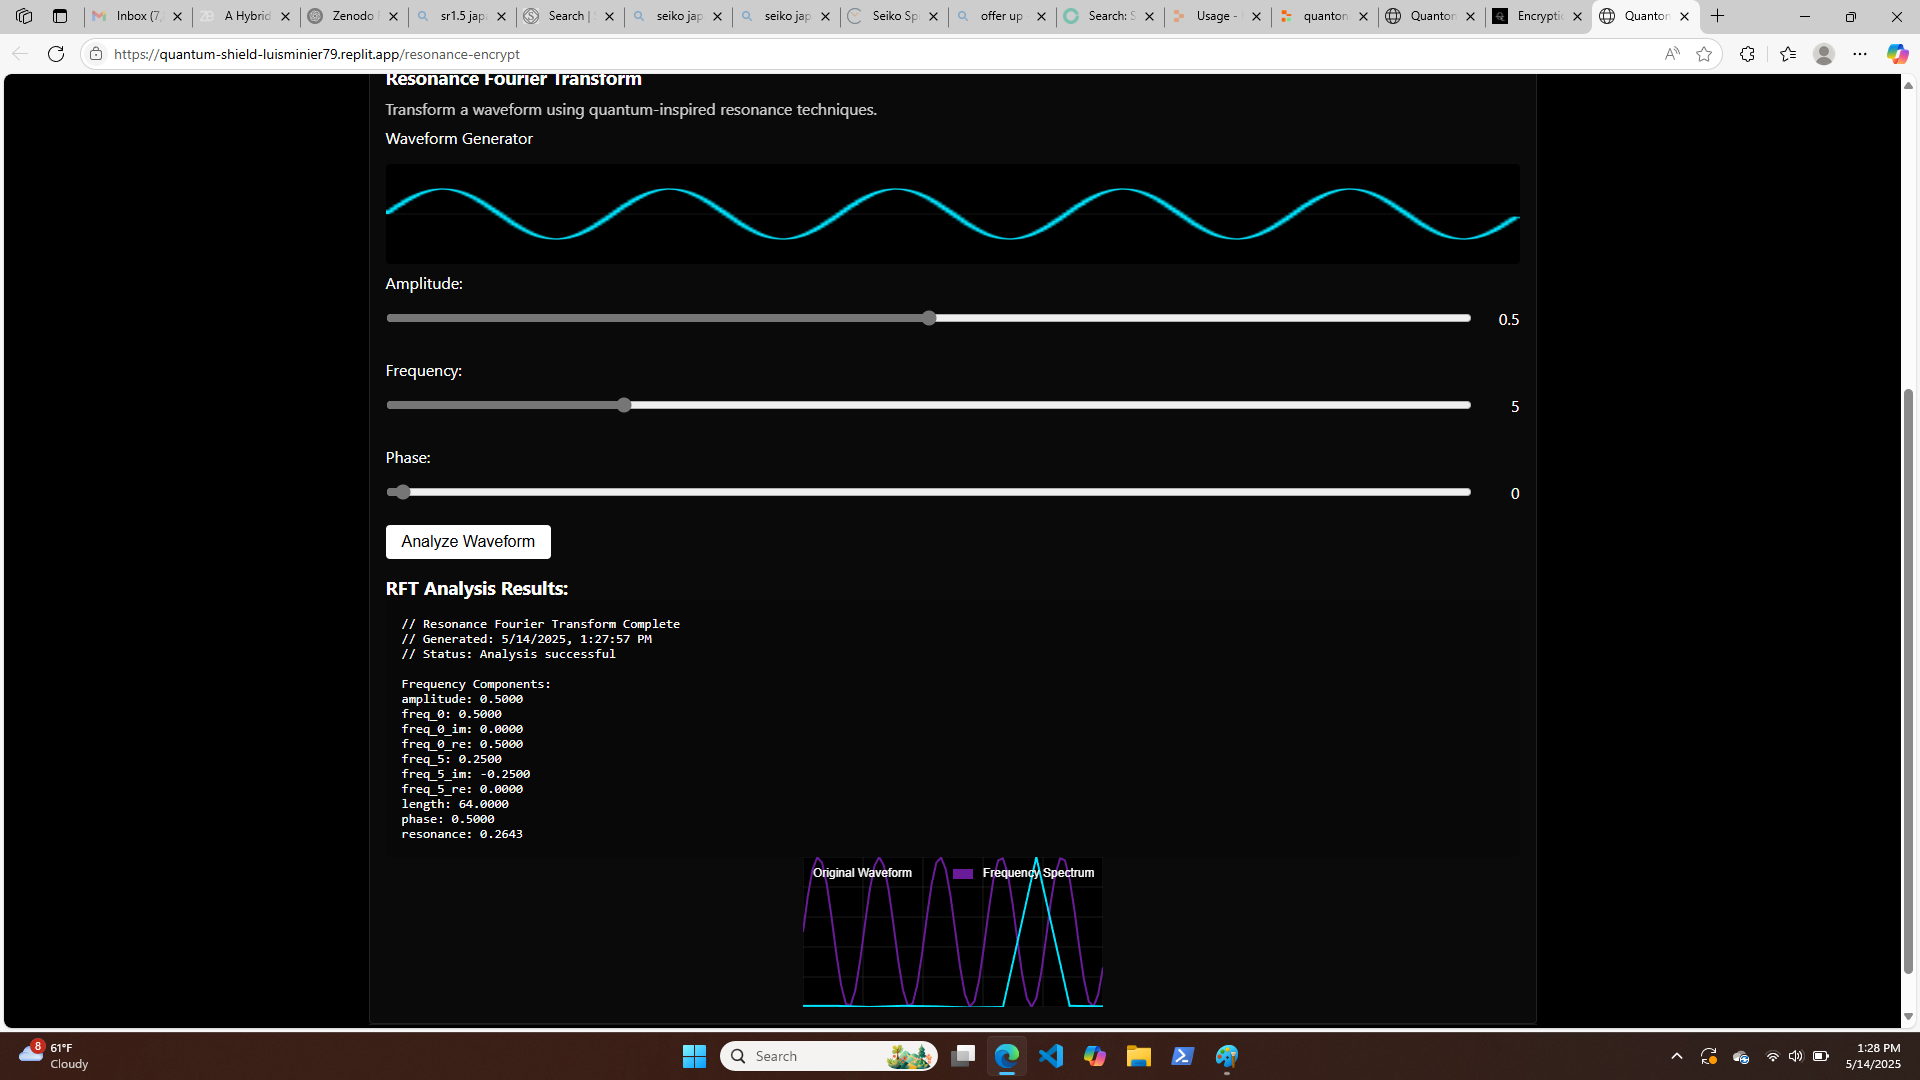 Inbox (7,
A Hybrid
Zenodo
sr1.5 jap
Search |
seiko jap
seiko jap
Seiko Sp
offer up
Search: S
Usage -
quanton
Quanton
Encryptic
Quanton
https://quantum-shield-luisminier79.replit.app/resonance-encrypt
Resonance Fourier Transform
Transform a waveform using quantum-inspired resonance techniques.
Waveform Generator
Amplitude:
0.5
Frequency:
5
Phase:
0
Analyze Waveform
RFT Analysis Results:
// Resonance Fourier Transform Complete
// Generated: 5/14/2025, 1:27:57 PM
// Status: Analysis successful
Frequency Components:
amplitude: 0.5000
freq_0: 0.5000
freq_0_im: 0.0000
freq_0_re: 0.5000
freq_5: 0.2500
freq_5_im: -0.2500
freq_5_re: 0.0000
length: 64.0000
phase: 0.5000
resonance: 0.2643
Original Waveform
Frequency Spectrum
8
61°F
Cloudy
Search
1:28 PM
5/14/2025